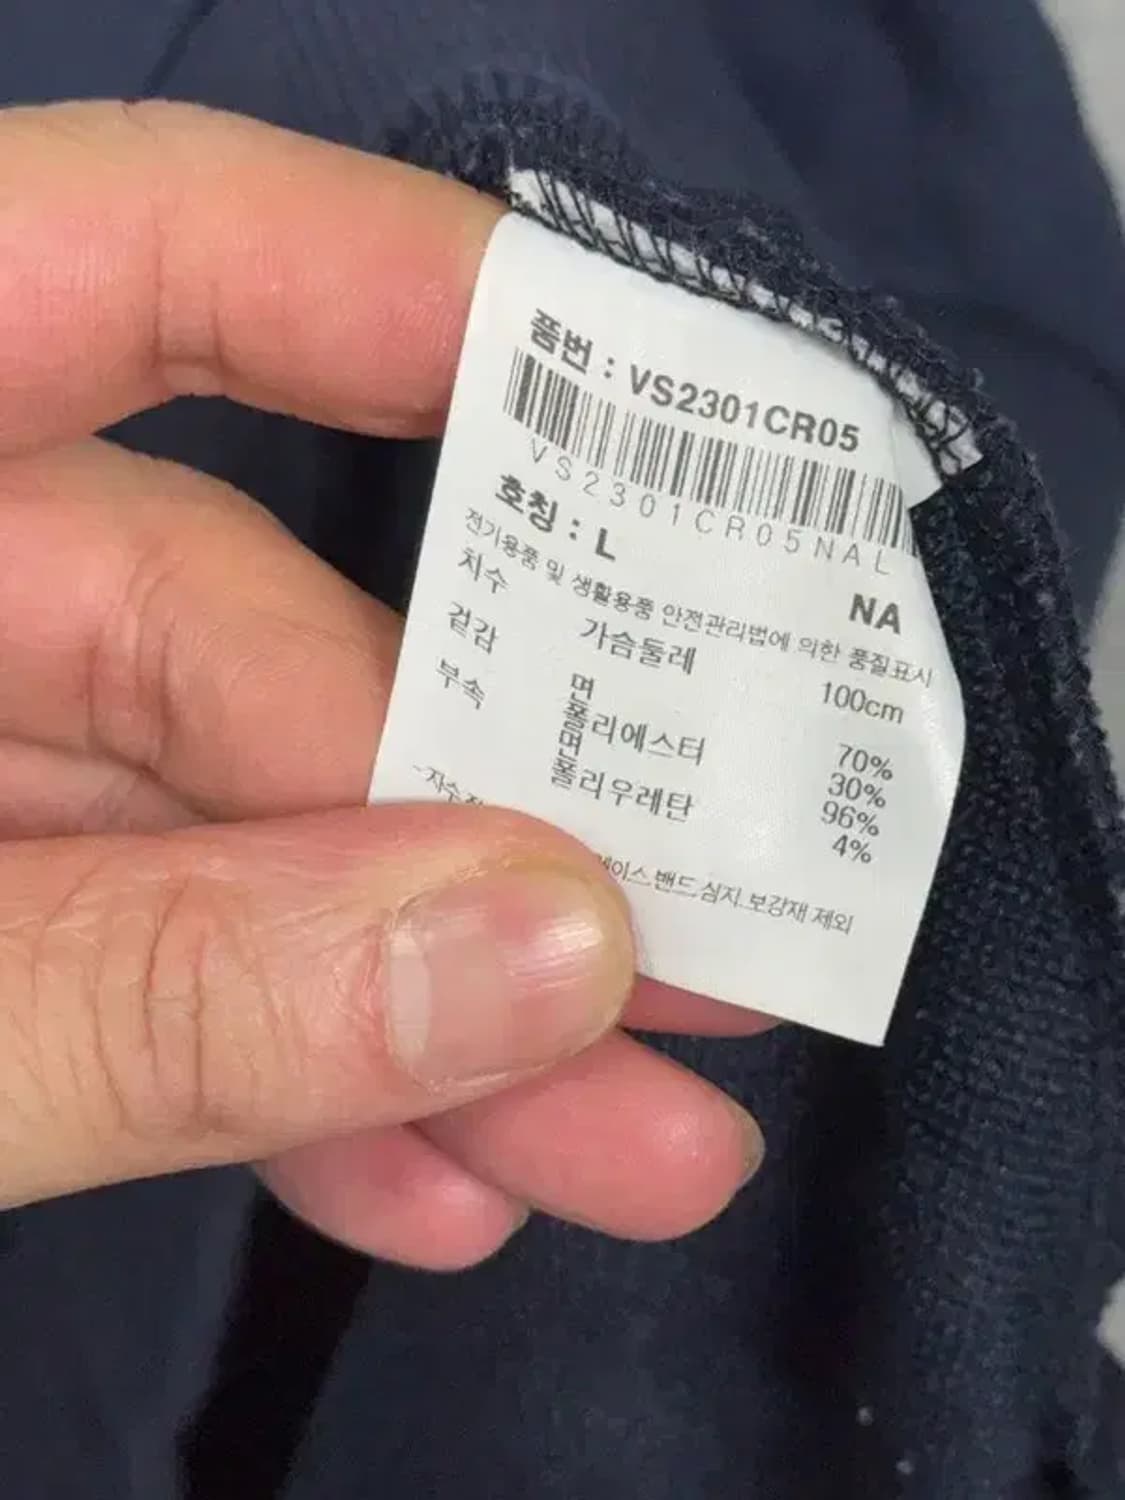 품번 : VS2301CR05
VS2301CR05NAL
호칭 : L NA
전기용품 및 생활용품 안전관리법에 의한 품질표시
치수 가슴둘레 100cm
겉감 면 70%
폴리에스터 30%
부속 면 96%
폴리우레탄 4%
밴드.심지.보강재 제외